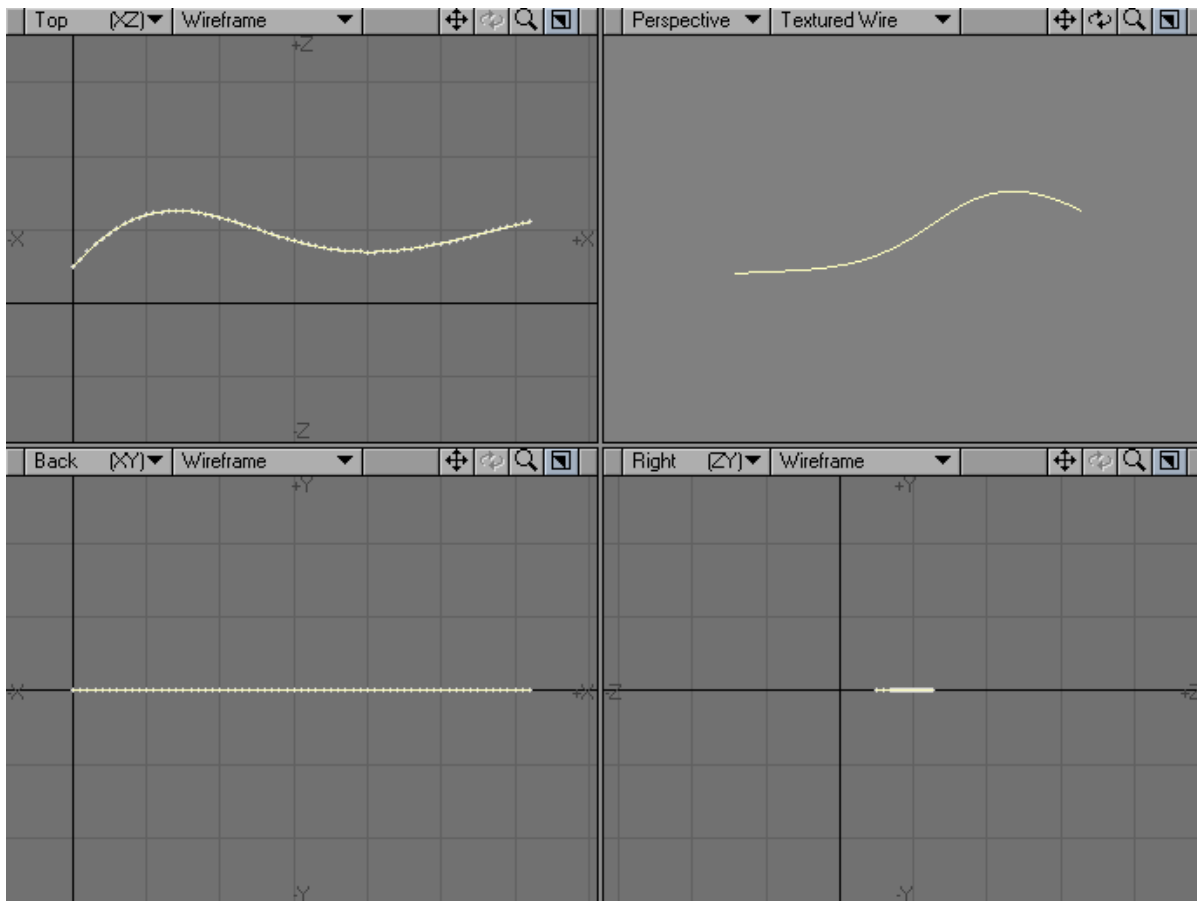 Top (XZ) Wireframe
Perspective Textured Wire
+Z
-X
+X
-Z
Back (XY) Wireframe
Right (ZY) Wireframe
+Y
+Y
-X
+X
-Z
+Z
-Y
-Y